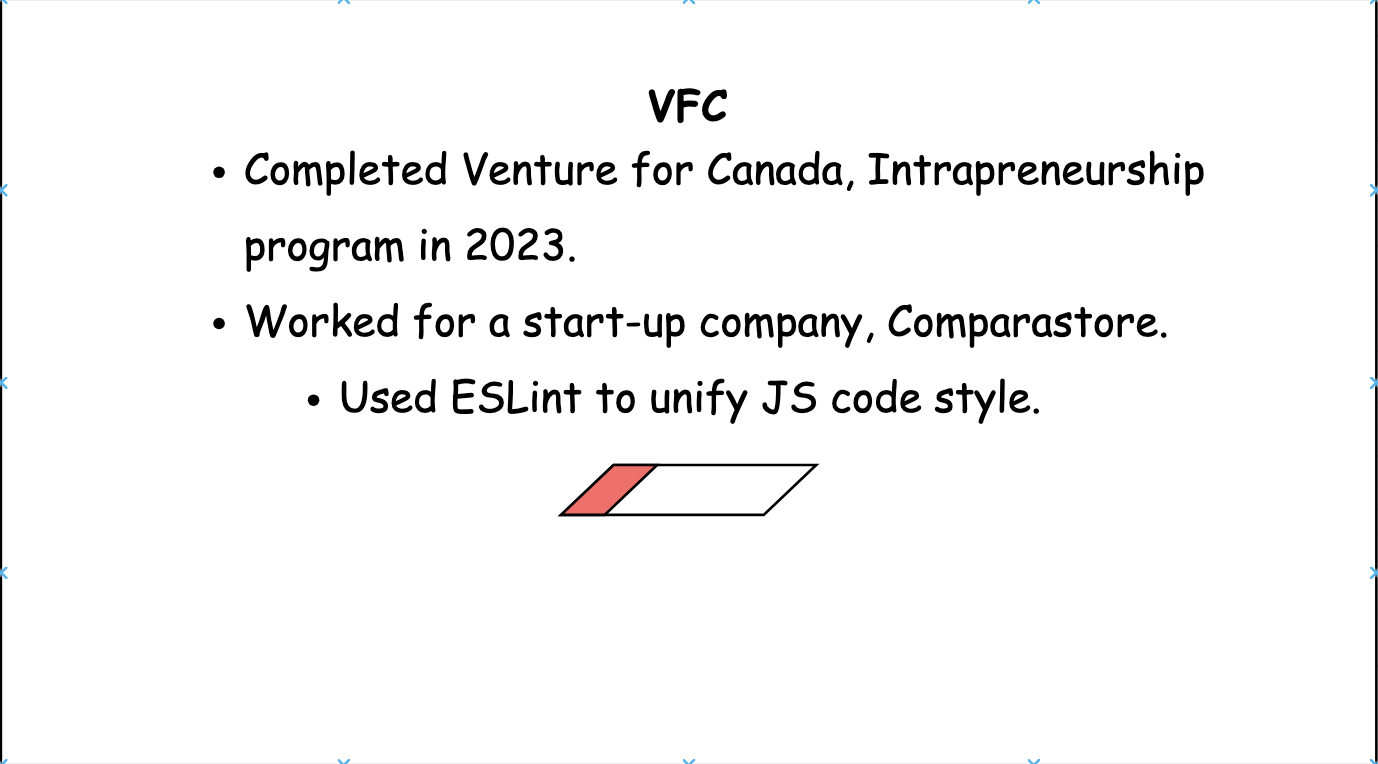 VFC
• Completed Venture for Canada, Intrapreneurship
program in 2023.
• Worked for a start-up company, Comparastore.
• Used ESLint to unify JS code style.